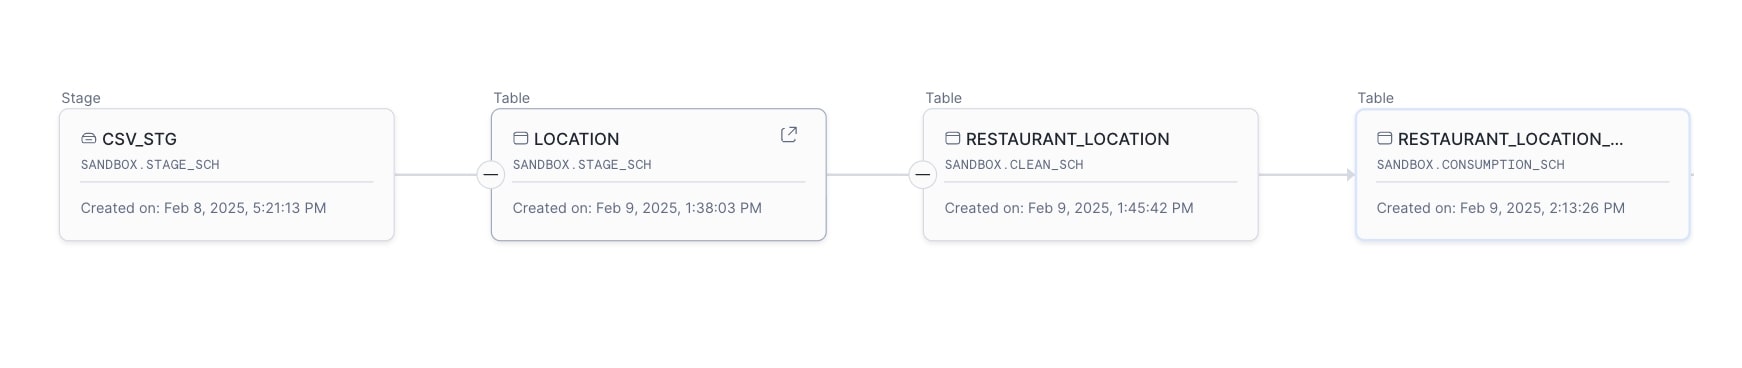 Stage
CSV_STG
SANDBOX.STAGE_SCH
Created on: Feb 8, 2025, 5:21:13 PM
Table
LOCATION
SANDBOX.STAGE_SCH
Created on: Feb 9, 2025, 1:38:03 PM
Table
RESTAURANT_LOCATION
SANDBOX.CLEAN_SCH
Created on: Feb 9, 2025, 1:45:42 PM
Table
RESTAURANT_LOCATION_...
SANDBOX.CONSUMPTION_SCH
Created on: Feb 9, 2025, 2:13:26 PM